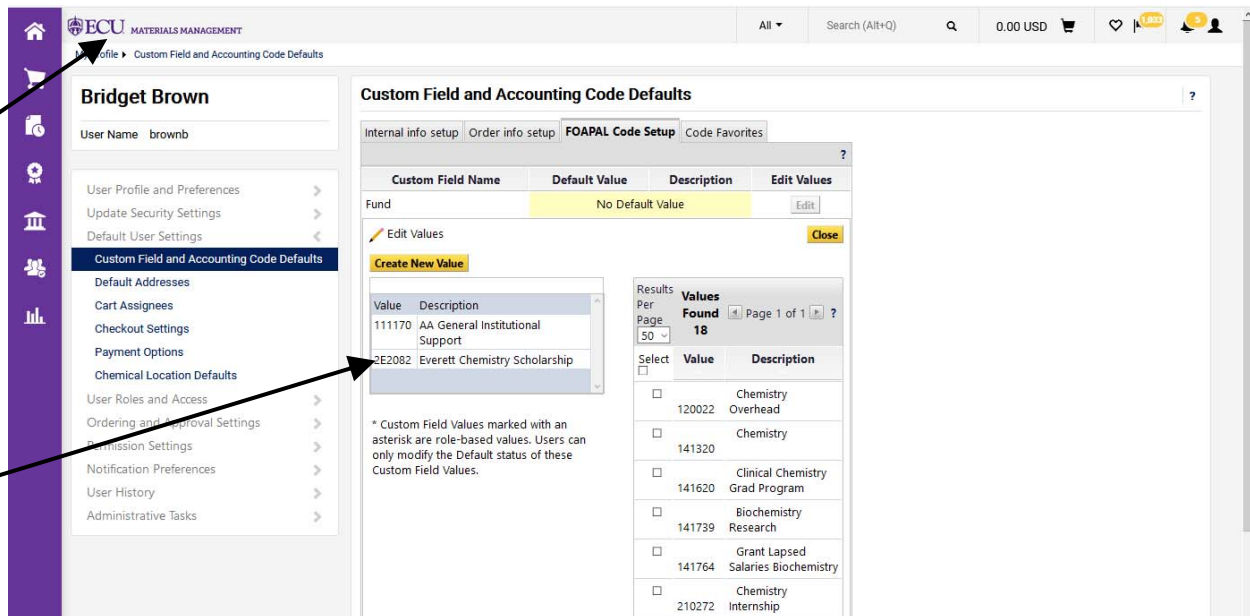 ECU MATERIALS MANAGEMENT
All
Search (Alt+Q)
0.00 USD
1,033
5
Custom Field and Accounting Code Defaults
Bridget Brown
User Name brownb
User Profile and Preferences
Update Security Settings
Default User Settings
Custom Field and Accounting Code Defaults
Default Addresses
Cart Assignees
Checkout Settings
Payment Options
Chemical Location Defaults
User Roles and Access
Ordering and Approval Settings
Permission Settings
Notification Preferences
User History
Administrative Tasks
Custom Field and Accounting Code Defaults
?
Internal info setup Order info setup FOAPAL Code Setup Code Favorites
?
Custom Field Name Default Value Description Edit Values
Fund No Default Value Edit
Edit Values Close
Create New Value
Value Description
111170 AA General Institutional
Support
2E2082 Everett Chemistry Scholarship
* Custom Field Values marked with an
asterisk are role-based values. Users can
only modify the Default status of these
Custom Field Values.
Results
Per
Page
50
Values
Found
18
Page 1 of 1 ?
Select Value Description
Chemistry
120022 Overhead
Chemistry
141320
Clinical Chemistry
141620 Grad Program
Biochemistry
141739 Research
Grant Lapsed
141764 Salaries Biochemistry
Chemistry
210272 Internship